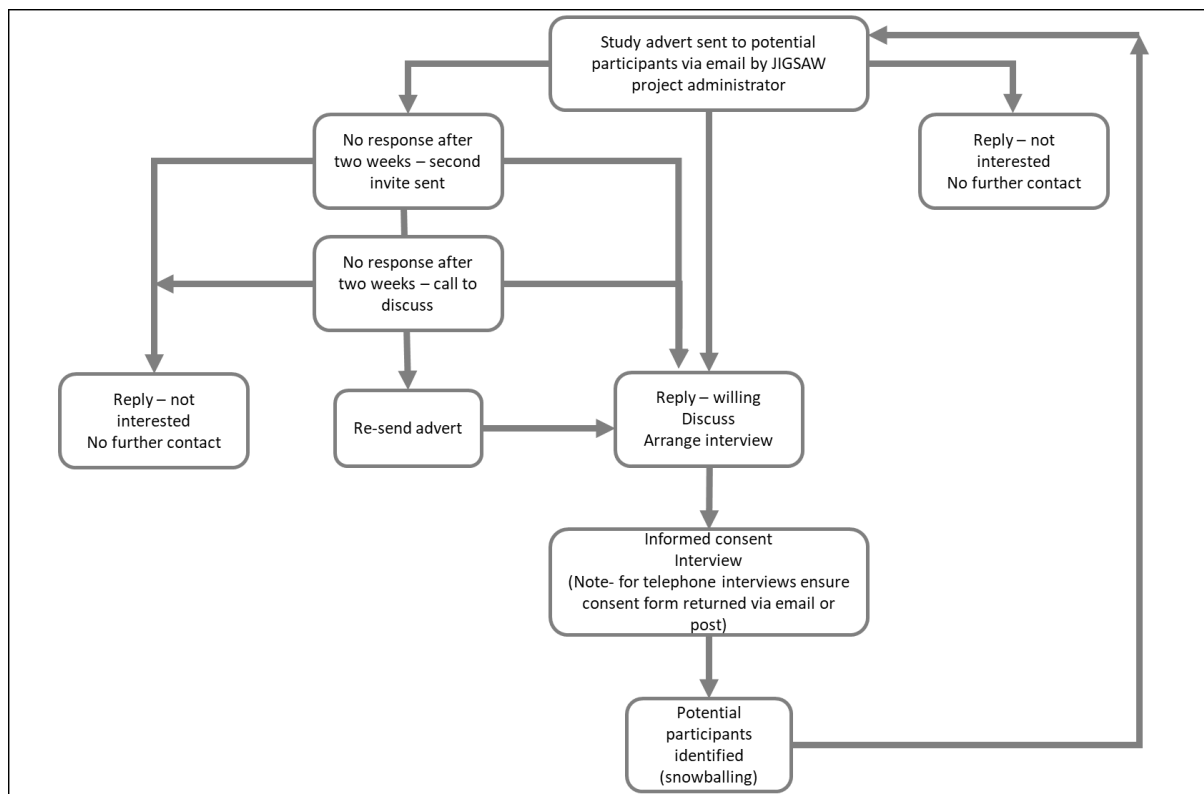 Study advert sent to potential
participants via email by JIGSAW
project administrator
No response after
two weeks – second
invite sent
Reply – not
interested
No further contact
No response after
two weeks – call to
discuss
Reply – not
interested
No further contact
Re-send advert
Reply – willing
Discuss
Arrange interview
Informed consent
Interview
(Note- for telephone interviews ensure
consent form returned via email or
post)
Potential
participants
identified
(snowballing)